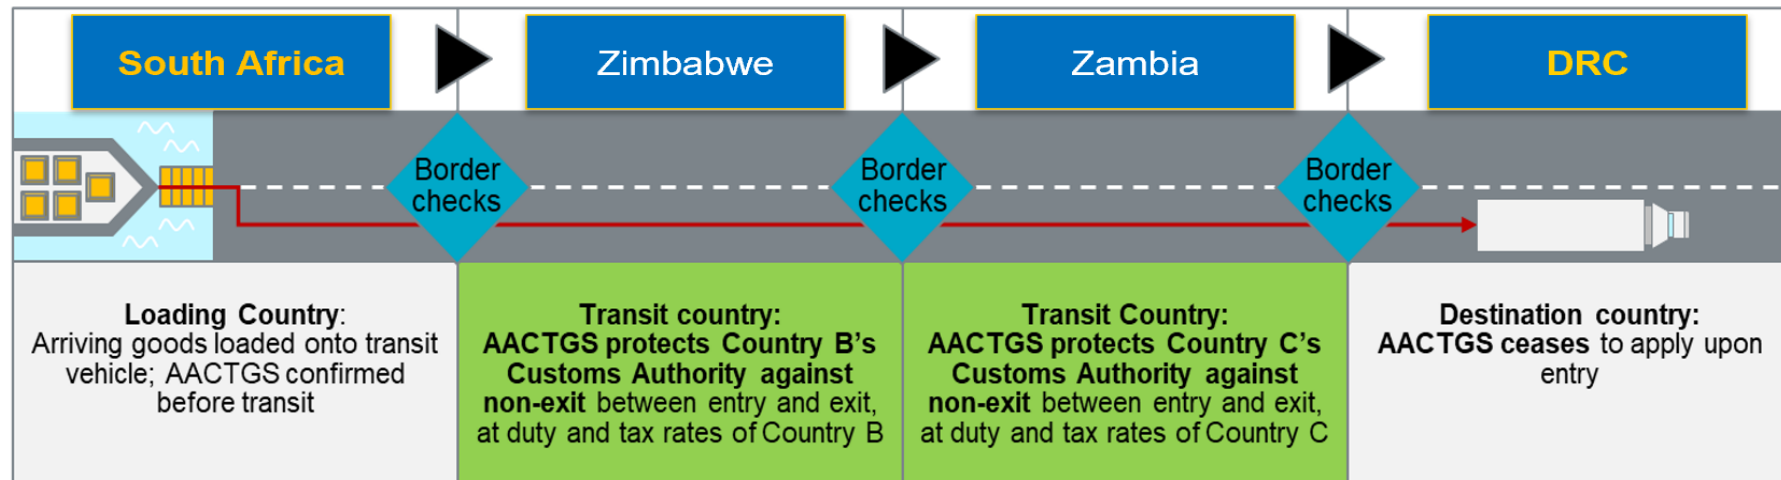 South Africa
Zimbabwe
Zambia
DRC
Border
checks
Border
checks
Border
checks
Loading Country:
Arriving goods loaded onto transit
vehicle; AACTGS confirmed
before transit
Transit country:
AACTGS protects Country B's
Customs Authority against
non-exit between entry and exit,
at duty and tax rates of Country B
Transit Country:
AACTGS protects Country C's
Customs Authority against
non-exit between entry and exit,
at duty and tax rates of Country C
Destination country:
AACTGS ceases to apply upon
entry